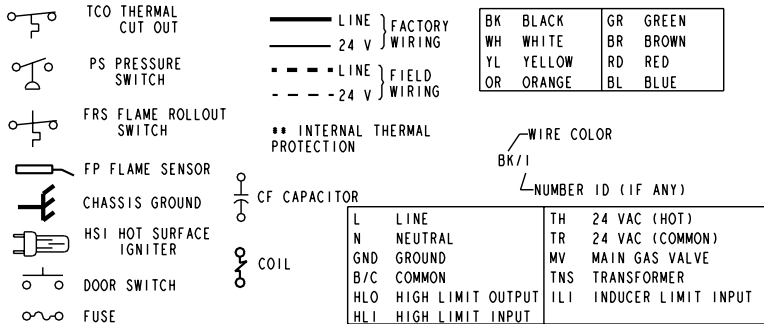 TCO THERMAL
CUT OUT
PS PRESSURE
SWITCH
FRS FLAME ROLLOUT
SWITCH
FP FLAME SENSOR
CHASSIS GROUND
HSI HOT SURFACE
IGNITER
DOOR SWITCH
FUSE
LINE
24 V
FACTORY
WIRING
LINE
24 V
FIELD
WIRING
** INTERNAL THERMAL
PROTECTION
CF CAPACITOR
COIL
BK BLACK GR GREEN
WH WHITE BR BROWN
YL YELLOW RD RED
OR ORANGE BL BLUE
WIRE COLOR
BK/1
NUMBER ID (IF ANY)
L LINE TH 24 VAC (HOT)
N NEUTRAL TR 24 VAC (COMMON)
GND GROUND MV MAIN GAS VALVE
B/C COMMON TNS TRANSFORMER
HLO HIGH LIMIT OUTPUT ILI INDUCER LIMIT INPUT
HLI HIGH LIMIT INPUT